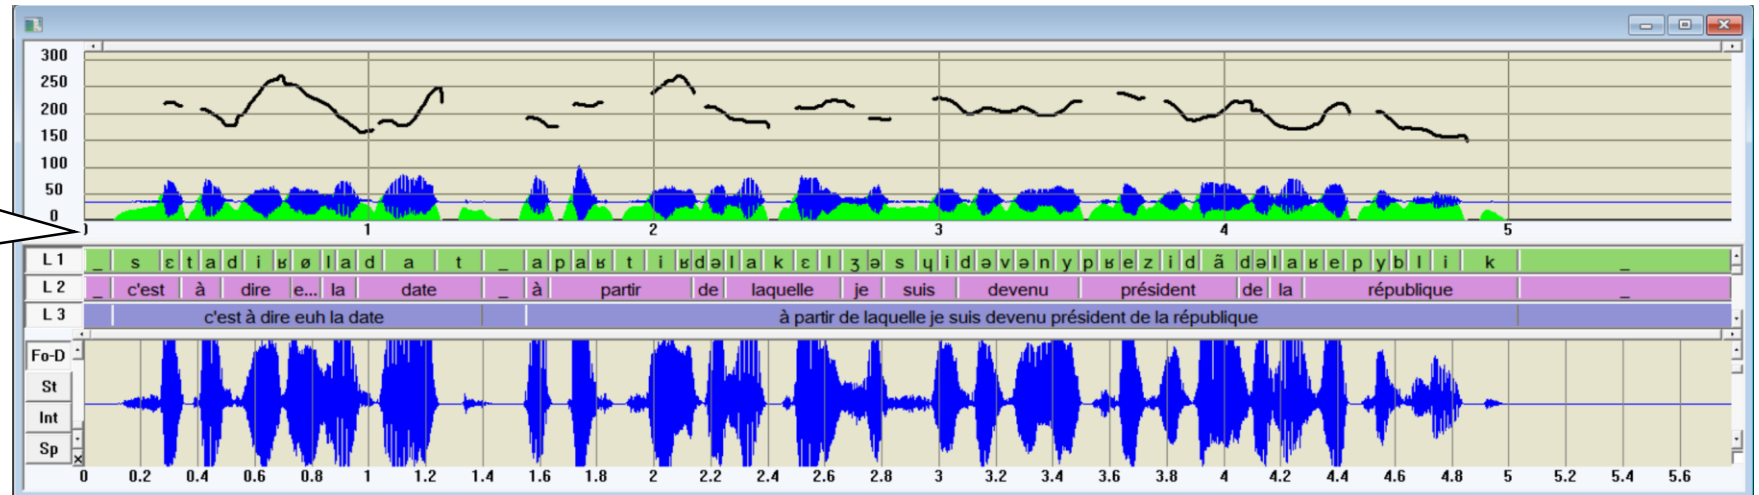 300
250
200
150
100
50
0
1 2 3 4 5
L 1 _ s ɛ t a d i ʁ ø l a d a t _ a p a ʁ t i ʁ d ə l a k ɛ l ʒ ə s ɥ i d ə v ə n y p ʁ e z i d ã d ə l a ʁ e p y b l i k _
L 2 _ c'est à dire e... la date _ à partir de laquelle je suis devenu président de la république _
L 3 c'est à dire euh la date à partir de laquelle je suis devenu président de la république
Fo-D
St
Int
Sp
0 0.2 0.4 0.6 0.8 1 1.2 1.4 1.6 1.8 2 2.2 2.4 2.6 2.8 3 3.2 3.4 3.6 3.8 4 4.2 4.4 4.6 4.8 5 5.2 5.4 5.6